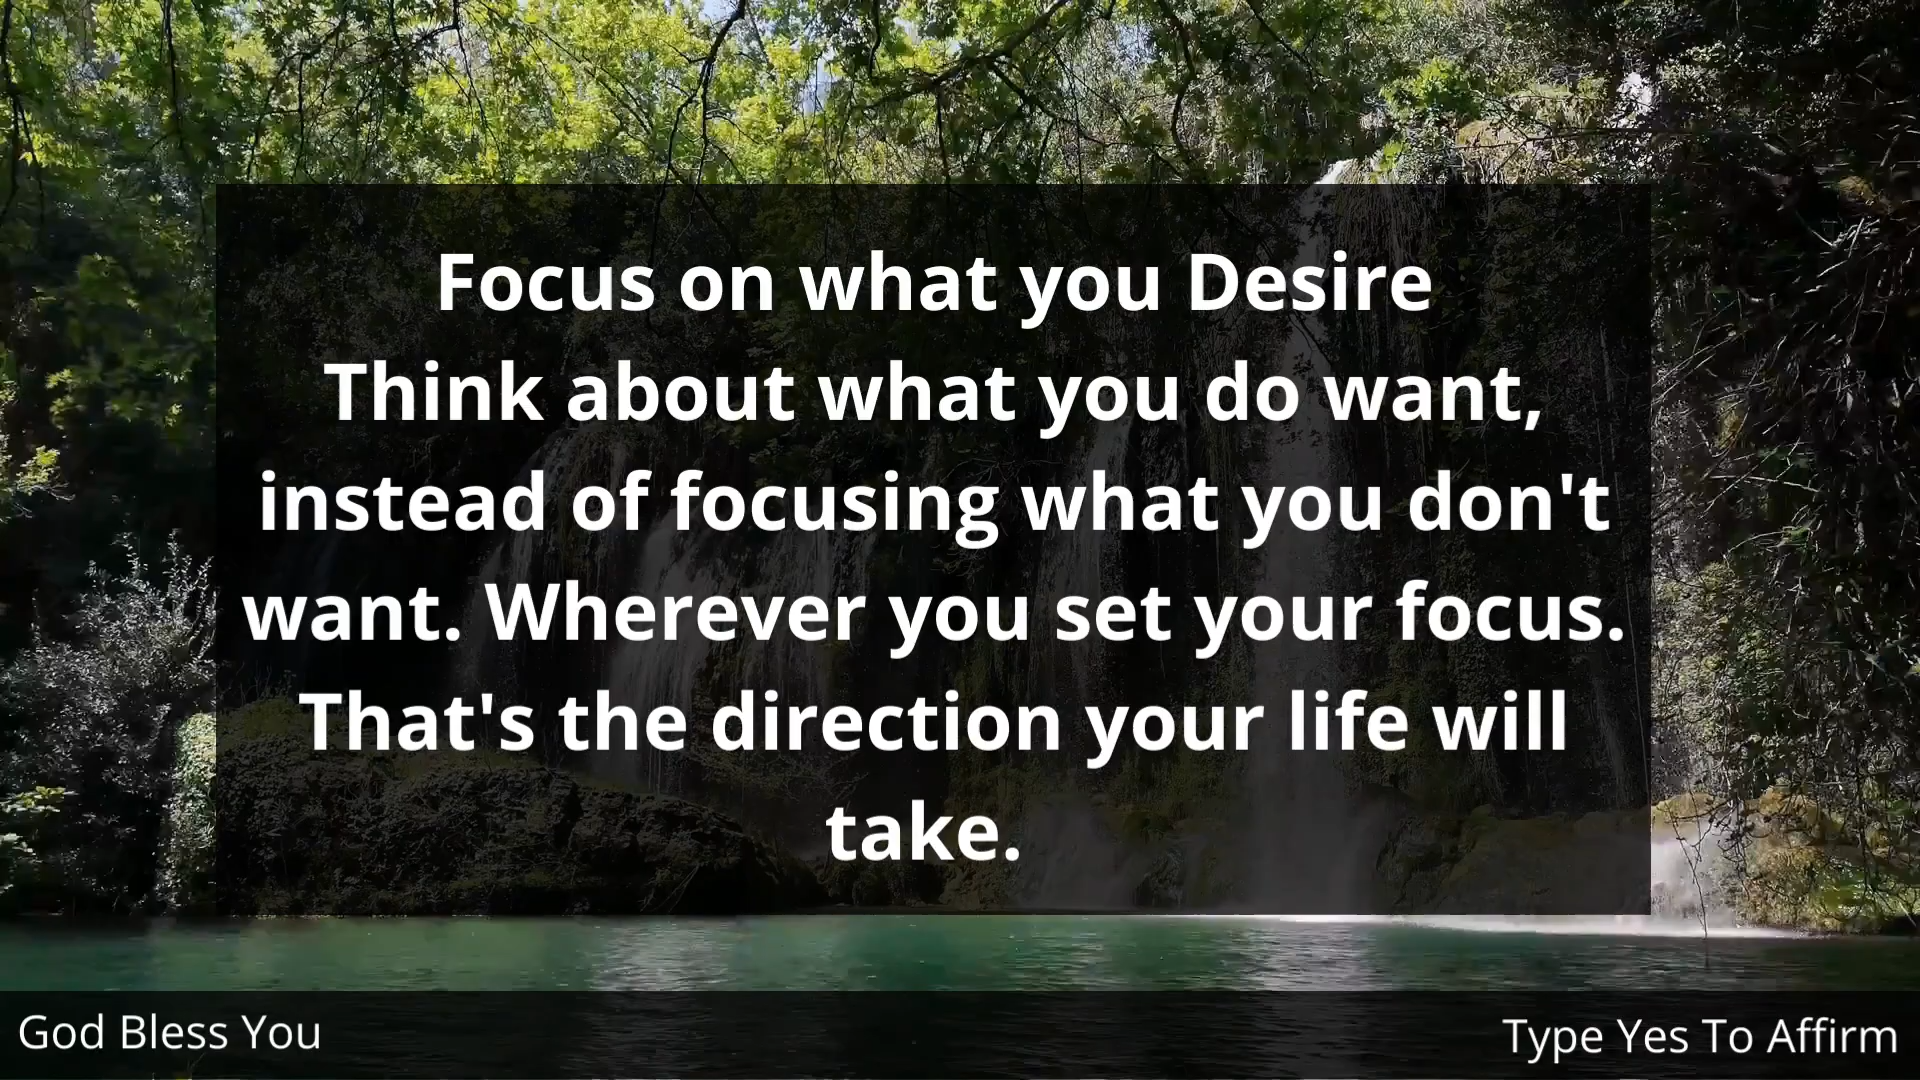 Focus on what you Desire
Think about what you do want,
instead of focusing what you don't
want. Wherever you set your focus.
That's the direction your life will
take.
God Bless You
Type Yes To Affirm